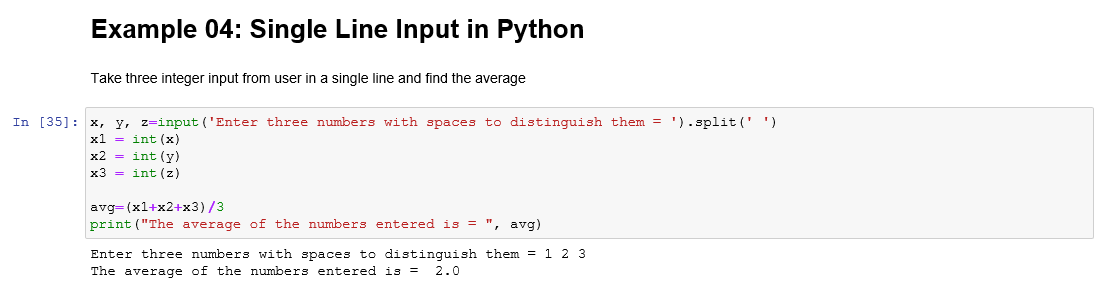 Example 04: Single Line Input in Python
Take three integer input from user in a single line and find the average
In [35]: x, y, z=input('Enter three numbers with spaces to distinguish them = ').split(' ')
x1 = int(x)
x2 = int(y)
x3 = int(z)
avg=(x1+x2+x3)/3
print("The average of the numbers entered is = ", avg)
Enter three numbers with spaces to distinguish them = 1 2 3
The average of the numbers entered is =  2.0